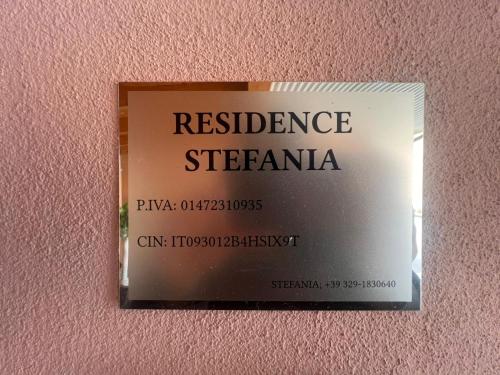 RESIDENCE
STEFANIA
P.IVA: 01472310935
CIN: IT093012B4HSIX9T
STEFANIA; +39 329-1830640